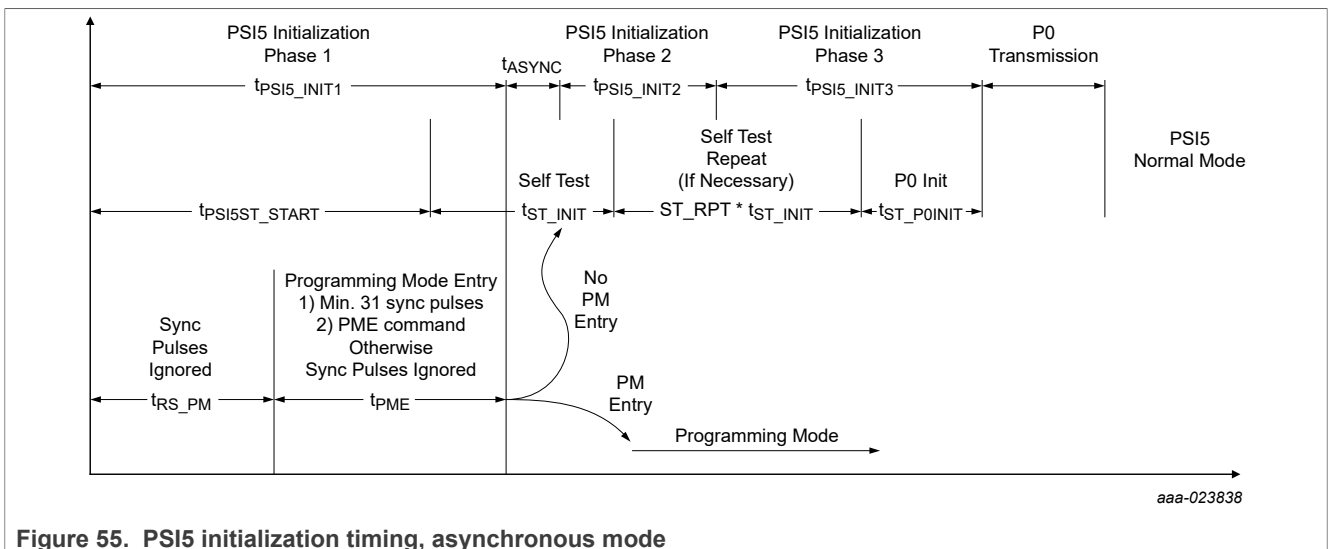 PSI5 Initialization
Phase 1
tPSI5_INIT1
tASYNC
PSI5 Initialization
Phase 2
tPSI5_INIT2
PSI5 Initialization
Phase 3
tPSI5_INIT3
P0
Transmission
PSI5
Normal Mode
tPSI5ST_START
Self Test
tST_INIT
Self Test
Repeat
(If Necessary)
ST_RPT * tST_INIT
P0 Init
tST_P0INIT
Sync
Pulses
Ignored
tRS_PM
Programming Mode Entry
1) Min. 31 sync pulses
2) PME command
Otherwise
Sync Pulses Ignored
tPME
No
PM
Entry
PM
Entry
Programming Mode
aaa-023838
Figure 55. PSI5 initialization timing, asynchronous mode